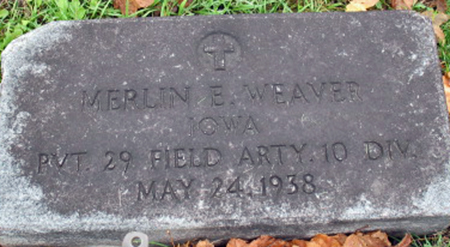 MERLIN E. WEAVER
IOWA
PVT. 29 FIELD ARTY. 10 DIV.
MAY 24, 1938